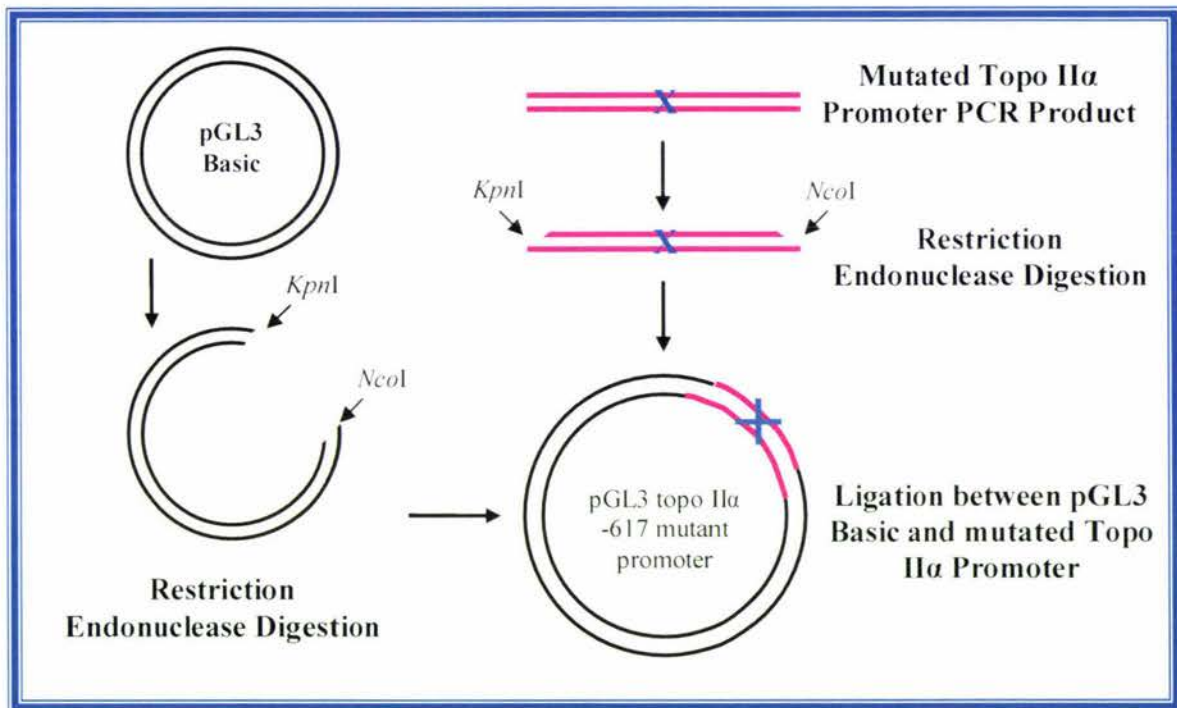 pGL3
Basic
KpnI
NcoI
Restriction
Endonuclease Digestion
Mutated Topo IIα
Promoter PCR Product
KpnI
NcoI
Restriction
Endonuclease Digestion
pGL3 topo IIα
-617 mutant
promoter
Ligation between pGL3
Basic and mutated Topo
IIα Promoter